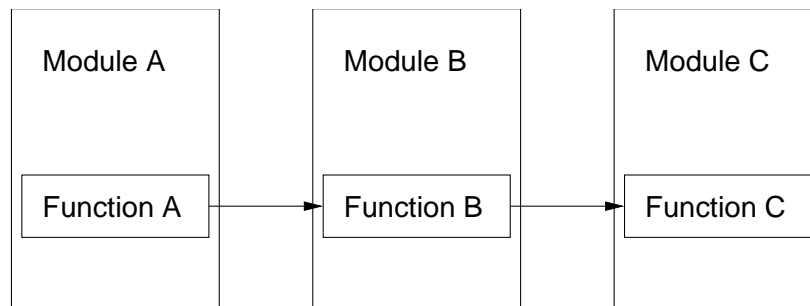 Module A
Module B
Module C
Function A
Function B
Function C